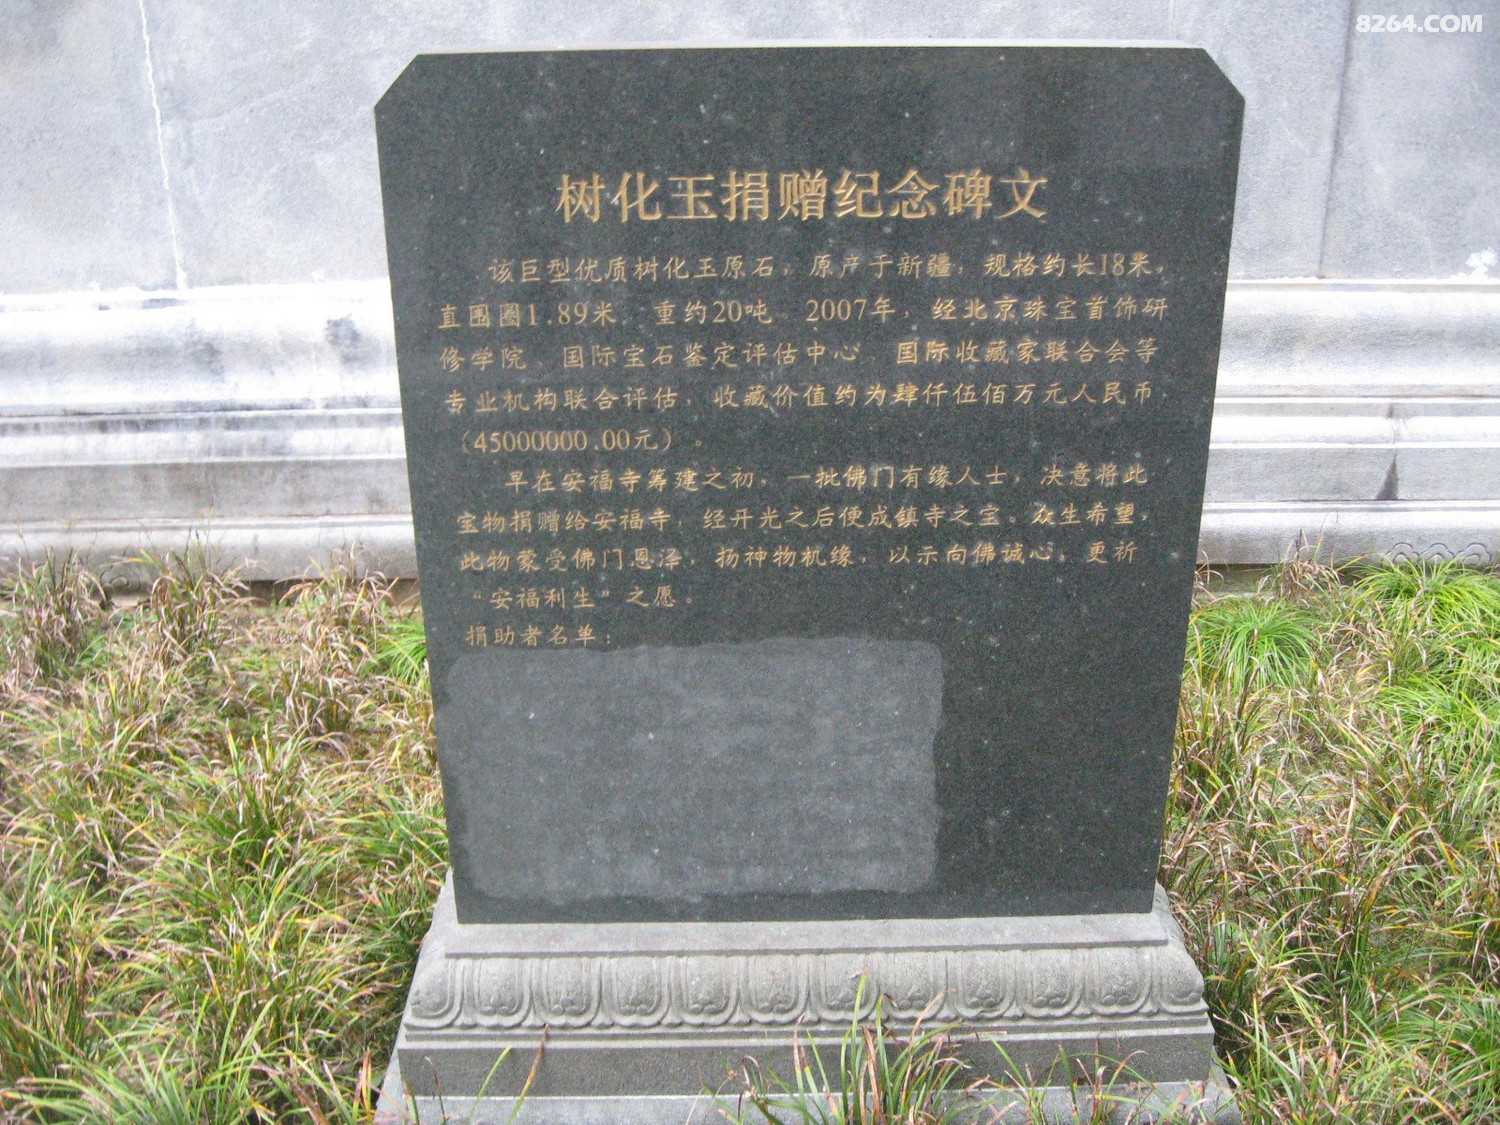 8264.COM
树化玉捐赠纪念碑文
该巨型优质树化玉原石，原产于新疆，规格约长18米，
直围圈1.89米，重约20吨。2007年，经北京珠宝首饰研
修学院、国际宝石鉴定评估中心、国际收藏家联合会等
专业机构联合评估，收藏价值约为肆仟伍佰万元人民币
（45000000.00元）。
早在安福寺筹建之初，一批佛门有缘人士，决意将此
宝物捐赠给安福寺，经开光之后便成镇寺之宝。众生希望，
此物蒙受佛门恩泽，扬神物机缘，以示向佛诚心，更祈
“安福利生”之愿。
捐助者名单：